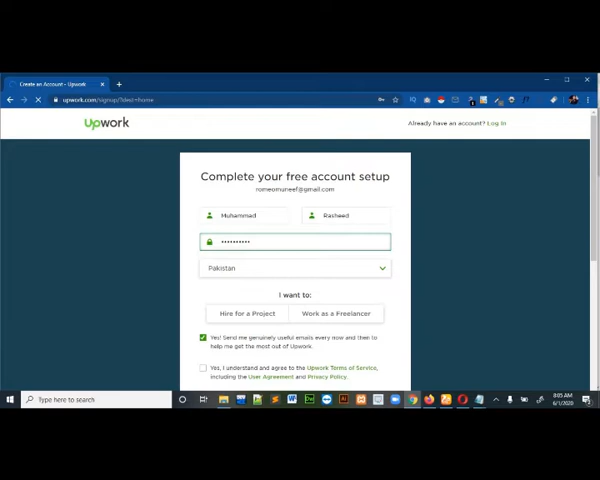 Create an Account - Upwork
upwork.com/signup/?dest=home
Upwork
Already have an account? Log In
Complete your free account setup
romeomuneef@gmail.com
Muhammad
Rasheed
Pakistan
I want to:
Hire for a Project
Work as a Freelancer
Yes! Send me genuinely useful emails every now and then to
help me get the most out of Upwork.
Yes, I understand and agree to the Upwork Terms of Service,
including the User Agreement and Privacy Policy.
Type here to search
8:05 AM
6/1/2020